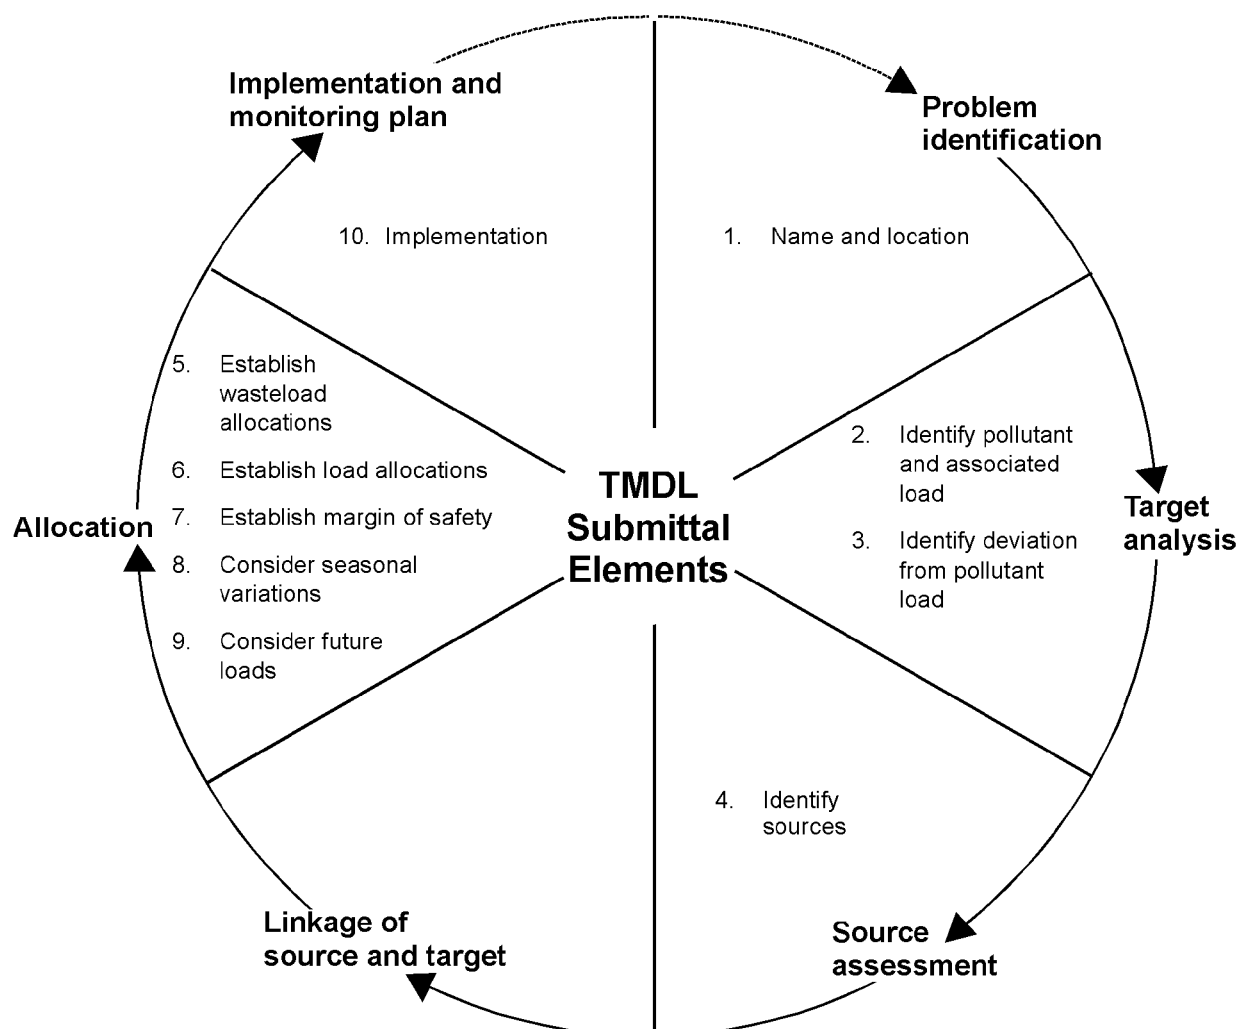 Implementation and
monitoring plan
Problem
identification
10. Implementation
1. Name and location
5. Establish
wasteload
allocations
6. Establish load allocations
7. Establish margin of safety
8. Consider seasonal
variations
9. Consider future
loads
Allocation
TMDL
Submittal
Elements
2. Identify pollutant
and associated
load
3. Identify deviation
from pollutant
load
Target
analysis
4. Identify
sources
Linkage of
source and target
Source
assessment